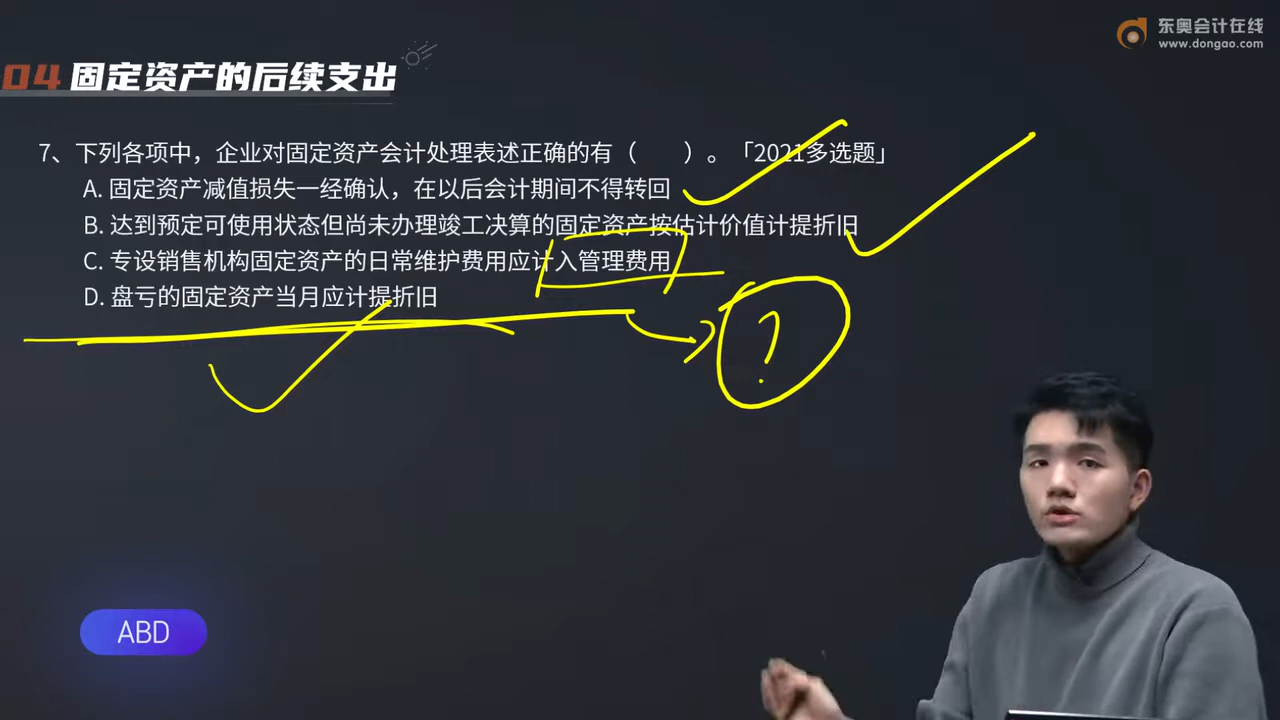 东奥会计在线
www.dongao.com
04 固定资产的后续支出
7、下列各项中，企业对固定资产会计处理表述正确的有（  ）。「2021多选题」
A. 固定资产减值损失一经确认，在以后会计期间不得转回
B. 达到预定可使用状态但尚未办理竣工决算的固定资产按估计价值计提折旧
C. 专设销售机构固定资产的日常维护费用应计入管理费用
D. 盘亏的固定资产当月应计提折旧
?
ABD